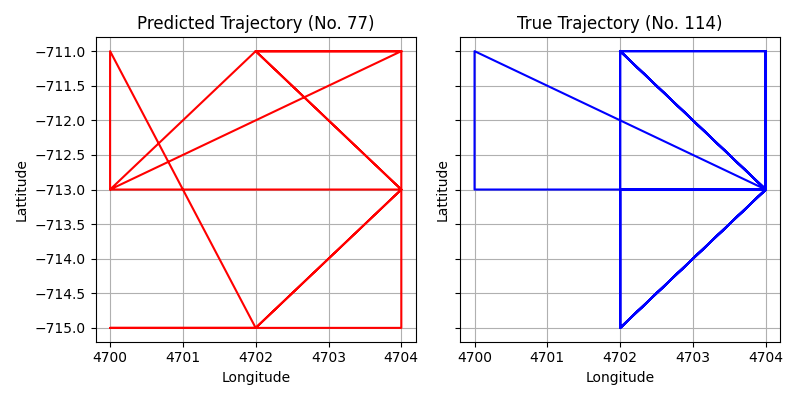 Predicted Trajectory (No. 77)
True Trajectory (No. 114)
Lattitude
−711.0
−711.5
−712.0
−712.5
−713.0
−713.5
−714.0
−714.5
−715.0
4700 4701 4702 4703 4704
Longitude
Lattitude
4700 4701 4702 4703 4704
Longitude